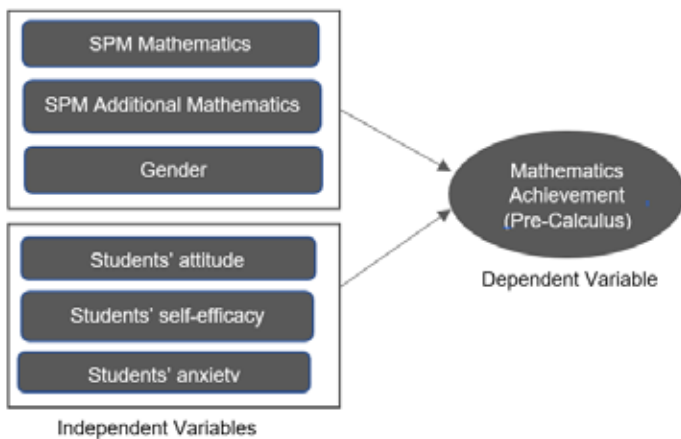 SPM Mathematics
SPM Additional Mathematics
Gender
Students' attitude
Students' self-efficacy
Students' anxiety
Independent Variables
Mathematics
Achievement
(Pre-Calculus)
Dependent Variable